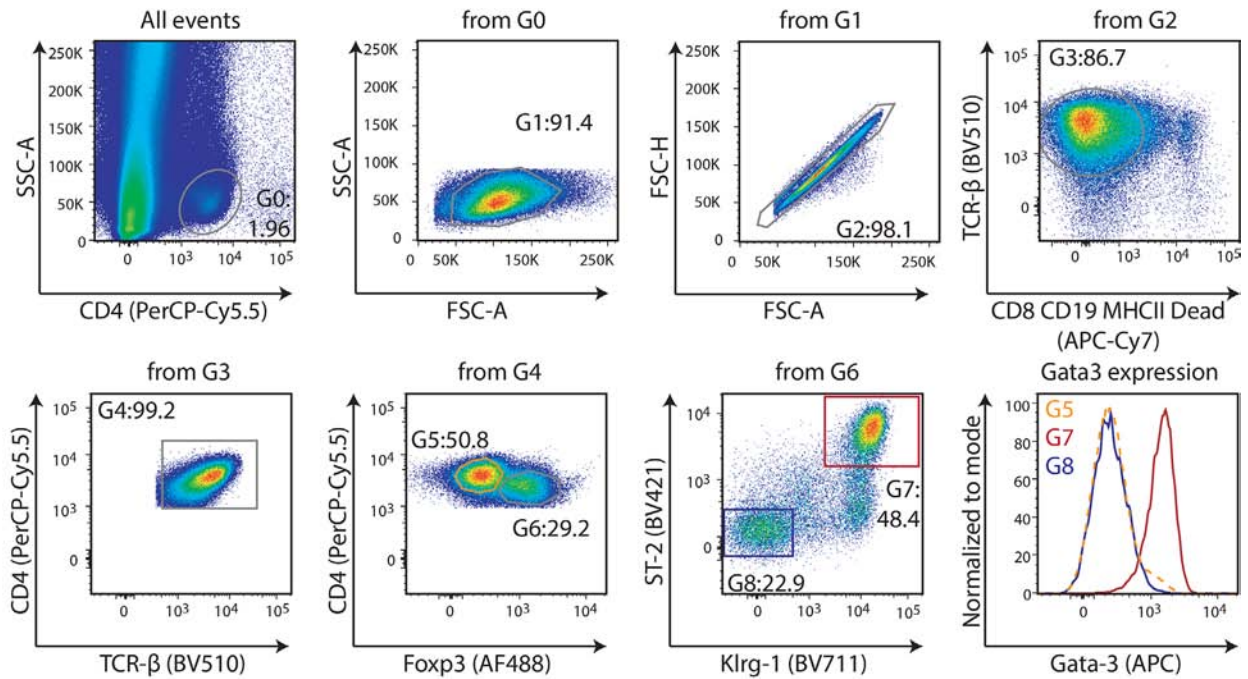 All events
SSC-A
250K
200K
150K
100K
50K
0
G0:
1.96
0 10³ 10⁴ 10⁵
CD4 (PerCP-Cy5.5)
from G0
SSC-A
250K
200K
150K
100K
50K
0
G1:91.4
0 50K 150K 250K
FSC-A
from G1
FSC-H
250K
200K
150K
100K
50K
0
G2:98.1
0 50K 150K 250K
FSC-A
from G2
TCR-β (BV510)
10⁵
10⁴
10³
0
G3:86.7
0 10³ 10⁴ 10⁵
CD8 CD19 MHCII Dead
(APC-Cy7)
from G3
CD4 (PerCP-Cy5.5)
10⁵
10⁴
10³
0
G4:99.2
0 10³ 10⁴ 10⁵
TCR-β (BV510)
from G4
CD4 (PerCP-Cy5.5)
10⁵
10⁴
10³
0
G5:50.8
G6:29.2
0 10³ 10⁴ 10⁵
Foxp3 (AF488)
from G6
ST-2 (BV421)
10⁴
10³
0
G7:
48.4
G8:22.9
0 10³ 10⁴ 10⁵
Klrg-1 (BV711)
Gata3 expression
Normalized to mode
100
80
60
40
20
0
G5
G7
G8
0 10³ 10⁴
Gata-3 (APC)